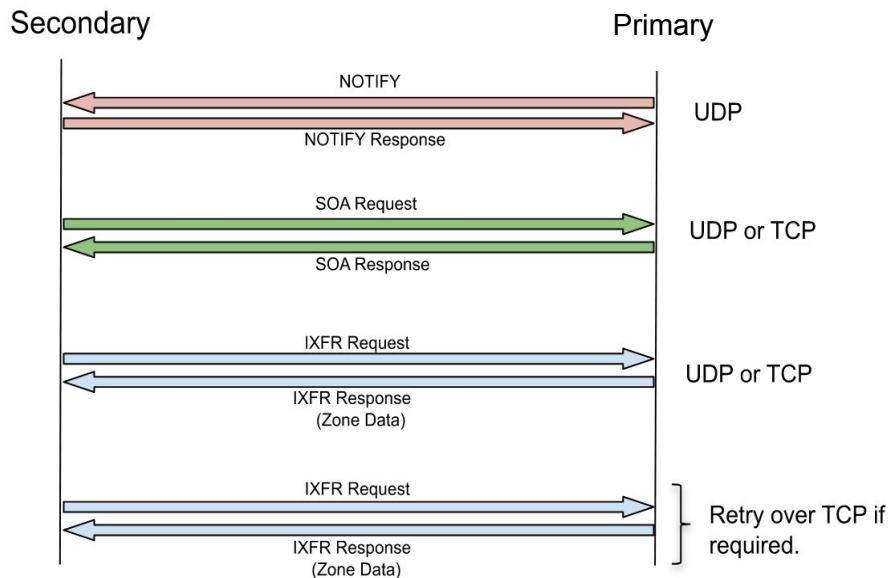 Secondary
Primary
NOTIFY
UDP
NOTIFY Response
SOA Request
UDP or TCP
SOA Response
IXFR Request
UDP or TCP
IXFR Response
(Zone Data)
IXFR Request
Retry over TCP if
required.
IXFR Response
(Zone Data)